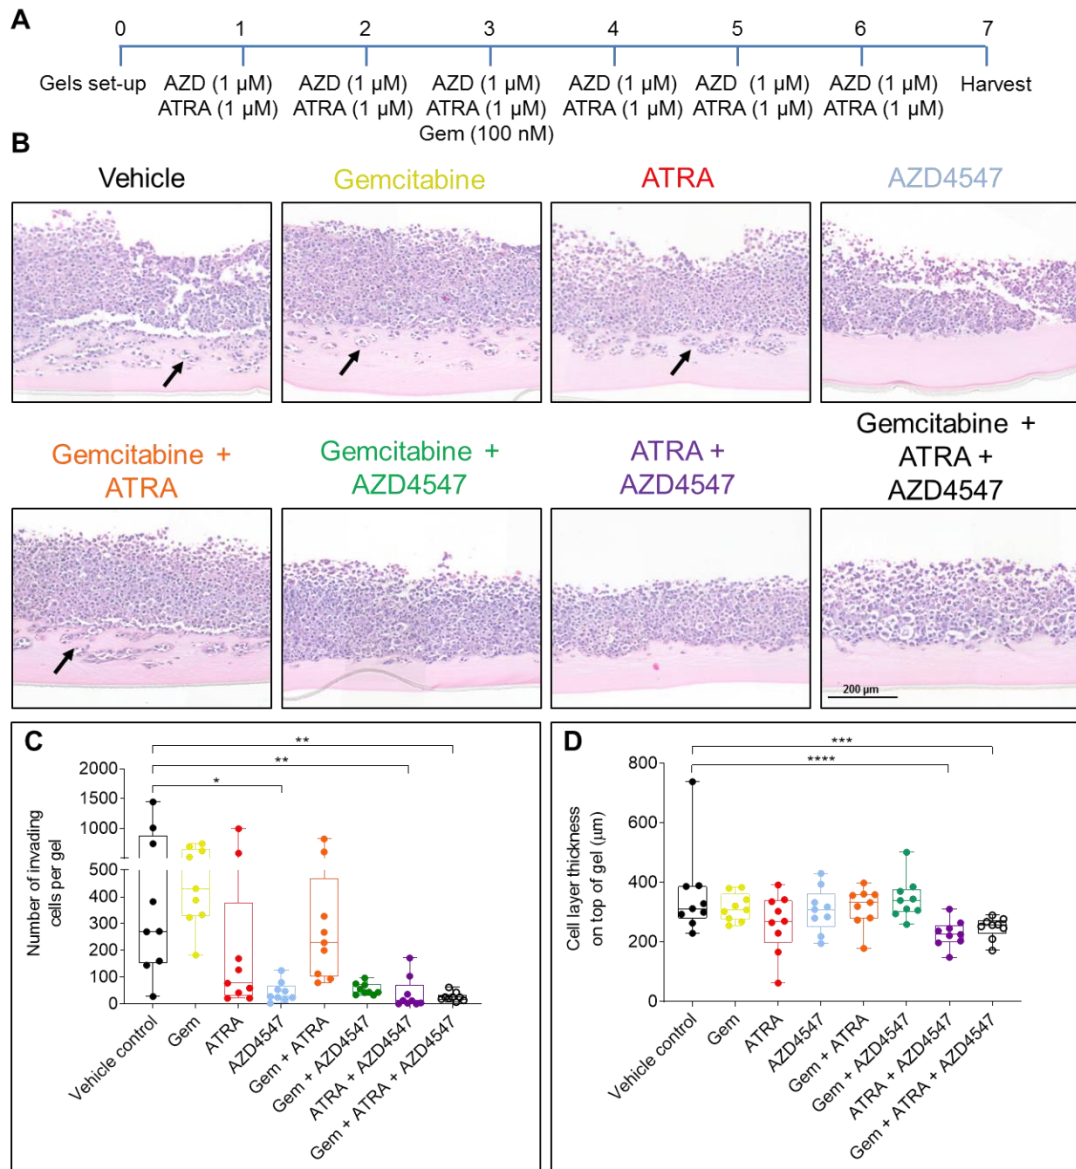 A
0 1 2 3 4 5 6 7
Gels set-up AZD (1 µM) AZD (1 µM) AZD (1 µM) AZD (1 µM) AZD (1 µM) AZD (1 µM) Harvest
ATRA (1 µM) ATRA (1 µM) ATRA (1 µM) ATRA (1 µM) ATRA (1 µM) ATRA (1 µM)
Gem (100 nM)
B
Vehicle Gemcitabine ATRA AZD4547
Gemcitabine +
ATRA
Gemcitabine +
AZD4547
ATRA +
AZD4547
Gemcitabine +
ATRA +
AZD4547
200 µm
C
**
**
*
Number of invading
cells per gel
2000
1500
1000
500
400
300
200
100
0
Vehicle control
Gem
ATRA
AZD4547
Gem + ATRA
Gem + AZD4547
ATRA + AZD4547
Gem + ATRA + AZD4547
D
***
****
Cell layer thickness
on top of gel (µm)
800
600
400
200
0
Vehicle control
Gem
ATRA
AZD4547
Gem + ATRA
Gem + AZD4547
ATRA + AZD4547
Gem + ATRA + AZD4547